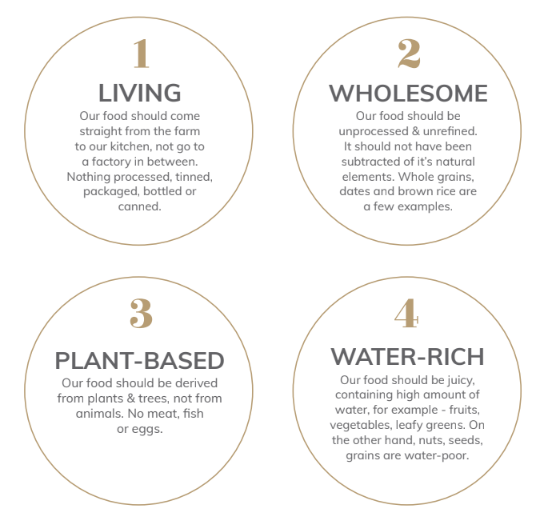 1
LIVING
Our food should come
straight from the farm
to our kitchen, not go to
a factory in between.
Nothing processed, tinned,
packaged, bottled or
canned.
2
WHOLESOME
Our food should be
unprocessed & unrefined.
It should not have been
subtracted of it's natural
elements. Whole grains,
dates and brown rice are
a few examples.
3
PLANT-BASED
Our food should be derived
from plants & trees, not from
animals. No meat, fish
or eggs.
4
WATER-RICH
Our food should be juicy,
containing high amount of
water, for example - fruits,
vegetables, leafy greens. On
the other hand, nuts, seeds,
grains are water-poor.